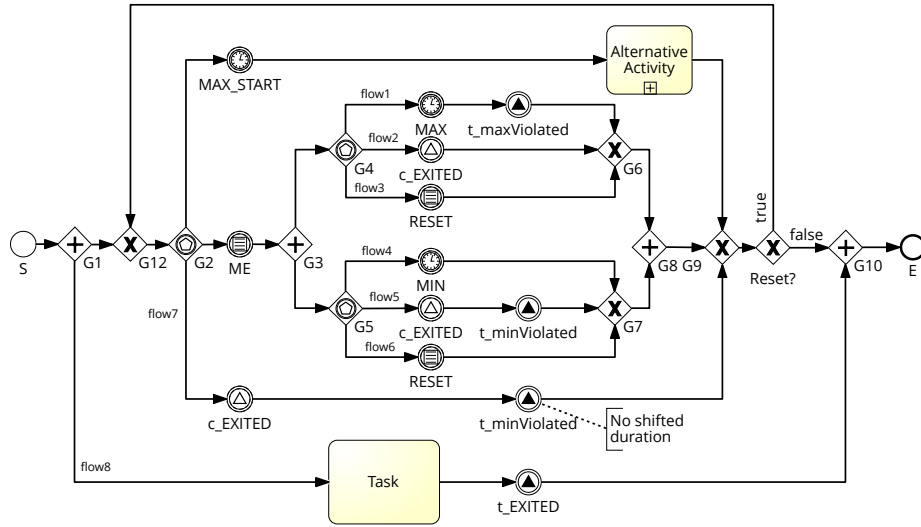 Alternative
Activity
MAX_START
flow1
MAX
t_maxViolated
flow2
G4
c_EXITED
G6
flow3
RESET
true
S
G1
G12
G2
ME
G3
G8
G9
false
Reset?
G10
E
flow4
MIN
flow7
flow5
G5
c_EXITED
t_minViolated
G7
flow6
RESET
c_EXITED
t_minViolated
No shifted
duration
flow8
Task
t_EXITED